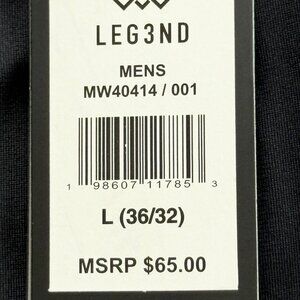 LEG3ND
MENS
MW40414 / 001
1 98607 11785 3
L (36/32)
MSRP $65.00